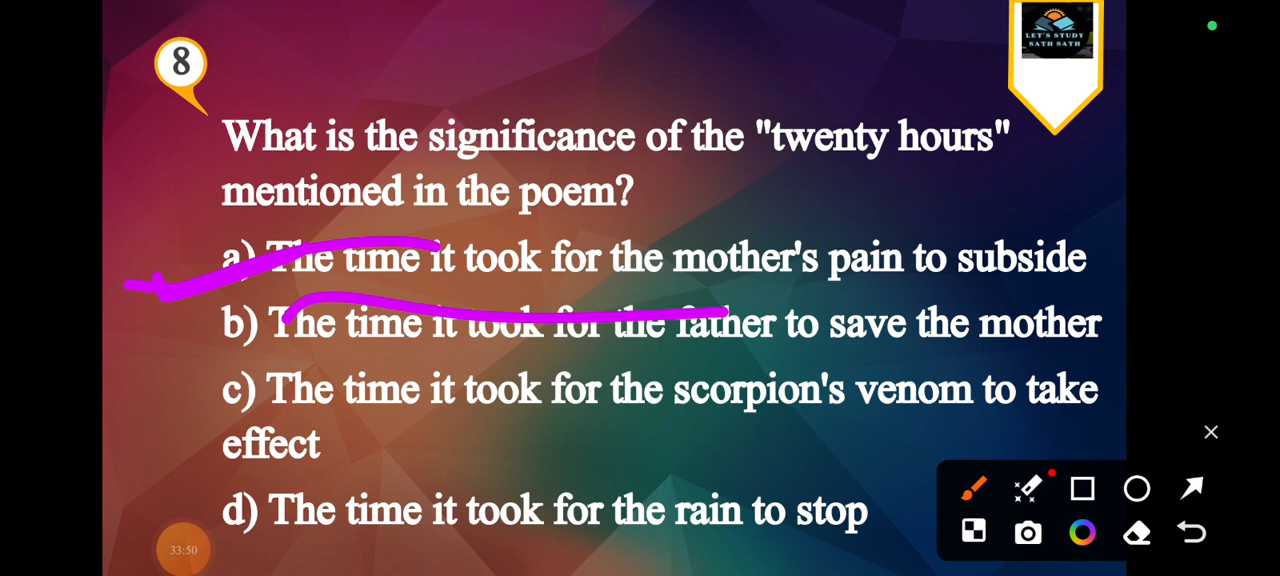 8
LET'S STUDY
SATH SATH
What is the significance of the "twenty hours"
mentioned in the poem?
a) The time it took for the mother's pain to subside
b) The time it took for the father to save the mother
c) The time it took for the scorpion's venom to take
effect
d) The time it took for the rain to stop
33:50